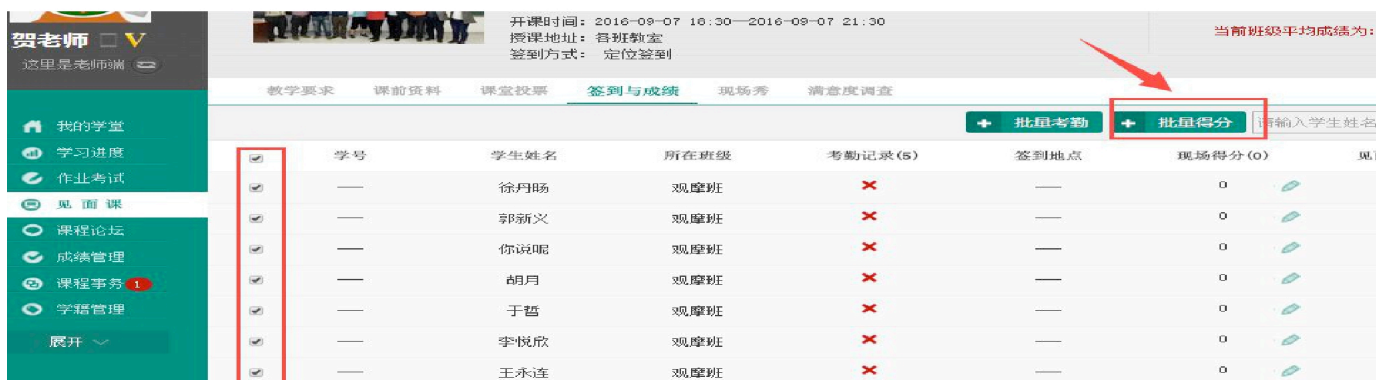 开课时间: 2016-09-07 18:30—2016-09-07 21:30
授课地址: 各班教室
签到方式: 定位签到
当前班级平均成绩为:
贺老师 V
这里是老师端
教学要求 课前资料 课堂投票 签到与成绩 现场秀 满意度调查
+ 批量考勤 + 批量得分 请输入学生姓名
我的学堂
学习进度
作业考试
见面课
课程论坛
成绩管理
课程事务 1
学籍管理
展开
学号 学生姓名 所在班级 考勤记录(5) 签到地点 现场得分(0) 见
—— 徐丹旸 观摩班 —— 0
—— 郭新义 观摩班 —— 0
—— 你说呢 观摩班 —— 0
—— 胡月 观摩班 —— 0
—— 于哲 观摩班 —— 0
—— 李悦欣 观摩班 —— 0
—— 王永连 观摩班 —— 0